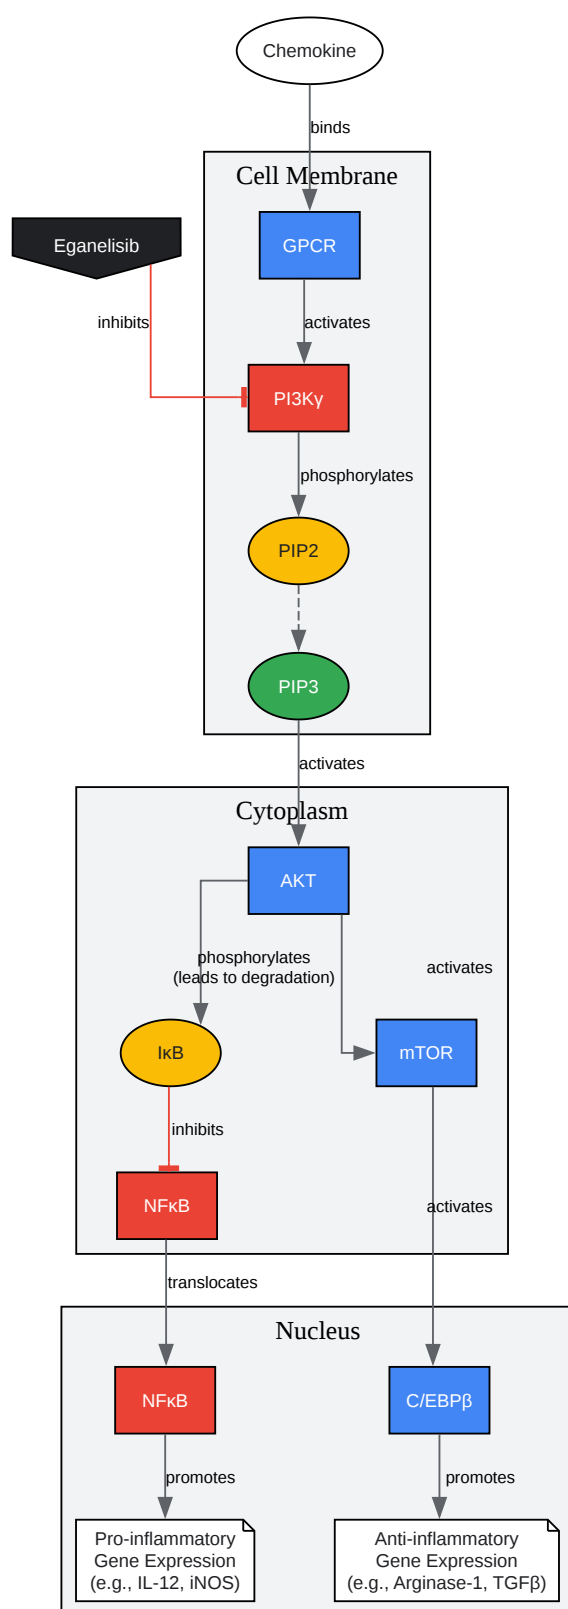 Chemokine
binds
Cell Membrane
Eganelisib
GPCR
inhibits
activates
PI3Kγ
phosphorylates
PIP2
PIP3
activates
Cytoplasm
AKT
phosphorylates
(leads to degradation)
activates
IκB
mTOR
inhibits
NFκB
activates
translocates
Nucleus
NFκB
C/EBPβ
promotes
promotes
Pro-inflammatory
Gene Expression
(e.g., IL-12, iNOS)
Anti-inflammatory
Gene Expression
(e.g., Arginase-1, TGFβ)